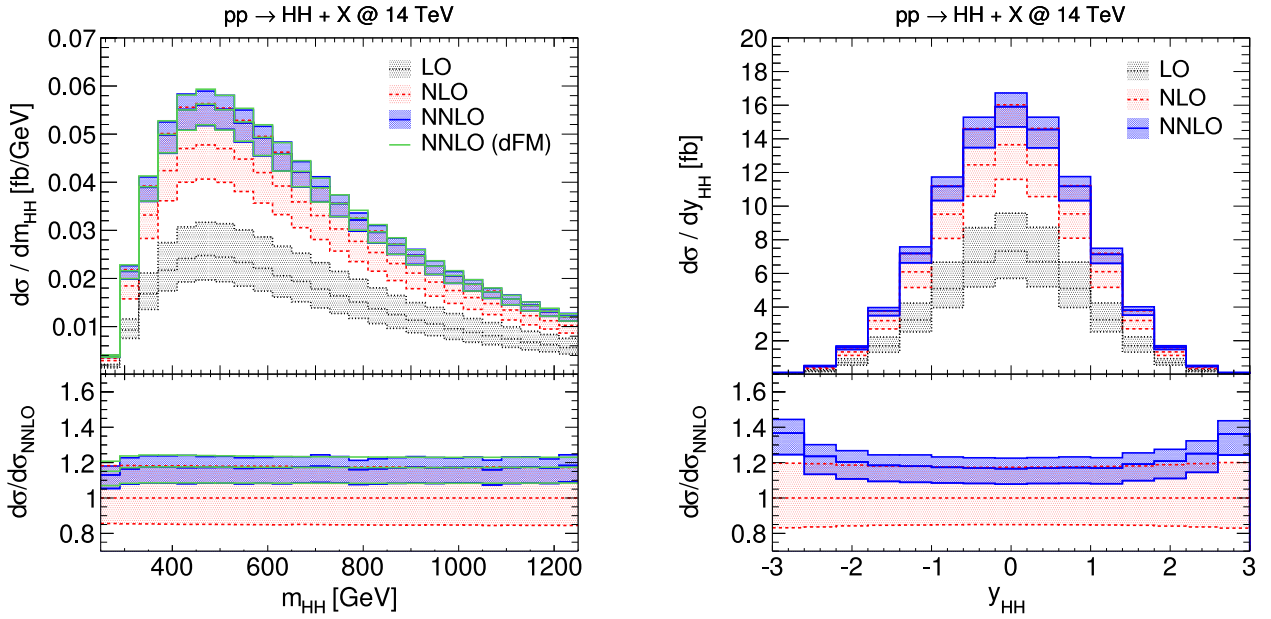 pp → HH + X @ 14 TeV
dσ / dm_HH [fb/GeV]
0.07
0.06
0.05
0.04
0.03
0.02
0.01
LO
NLO
NNLO
NNLO (dFM)
dσ/dσ_NNLO
1.6
1.4
1.2
1
0.8
400 600 800 1000 1200
m_HH [GeV]
pp → HH + X @ 14 TeV
dσ / dy_HH [fb]
20
18
16
14
12
10
8
6
4
2
LO
NLO
NNLO
dσ/dσ_NNLO
1.6
1.4
1.2
1
0.8
-3 -2 -1 0 1 2 3
y_HH